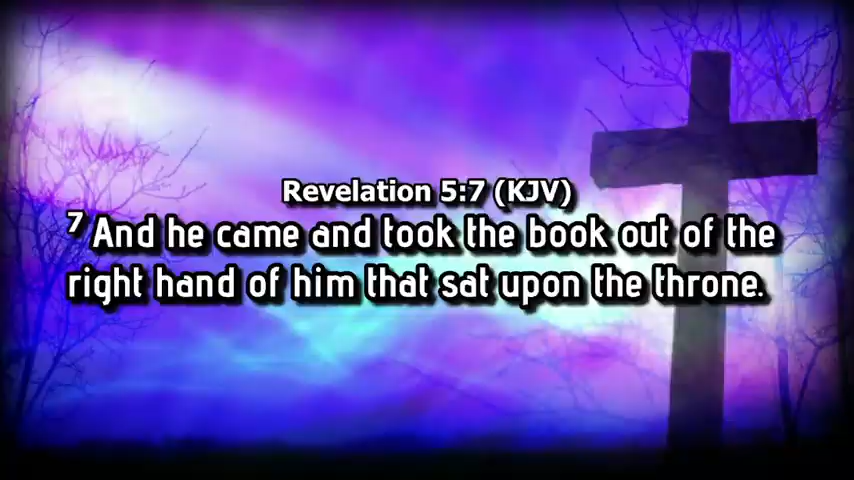 Revelation 5:7 (KJV)
7 And he came and took the book out of the
right hand of him that sat upon the throne.